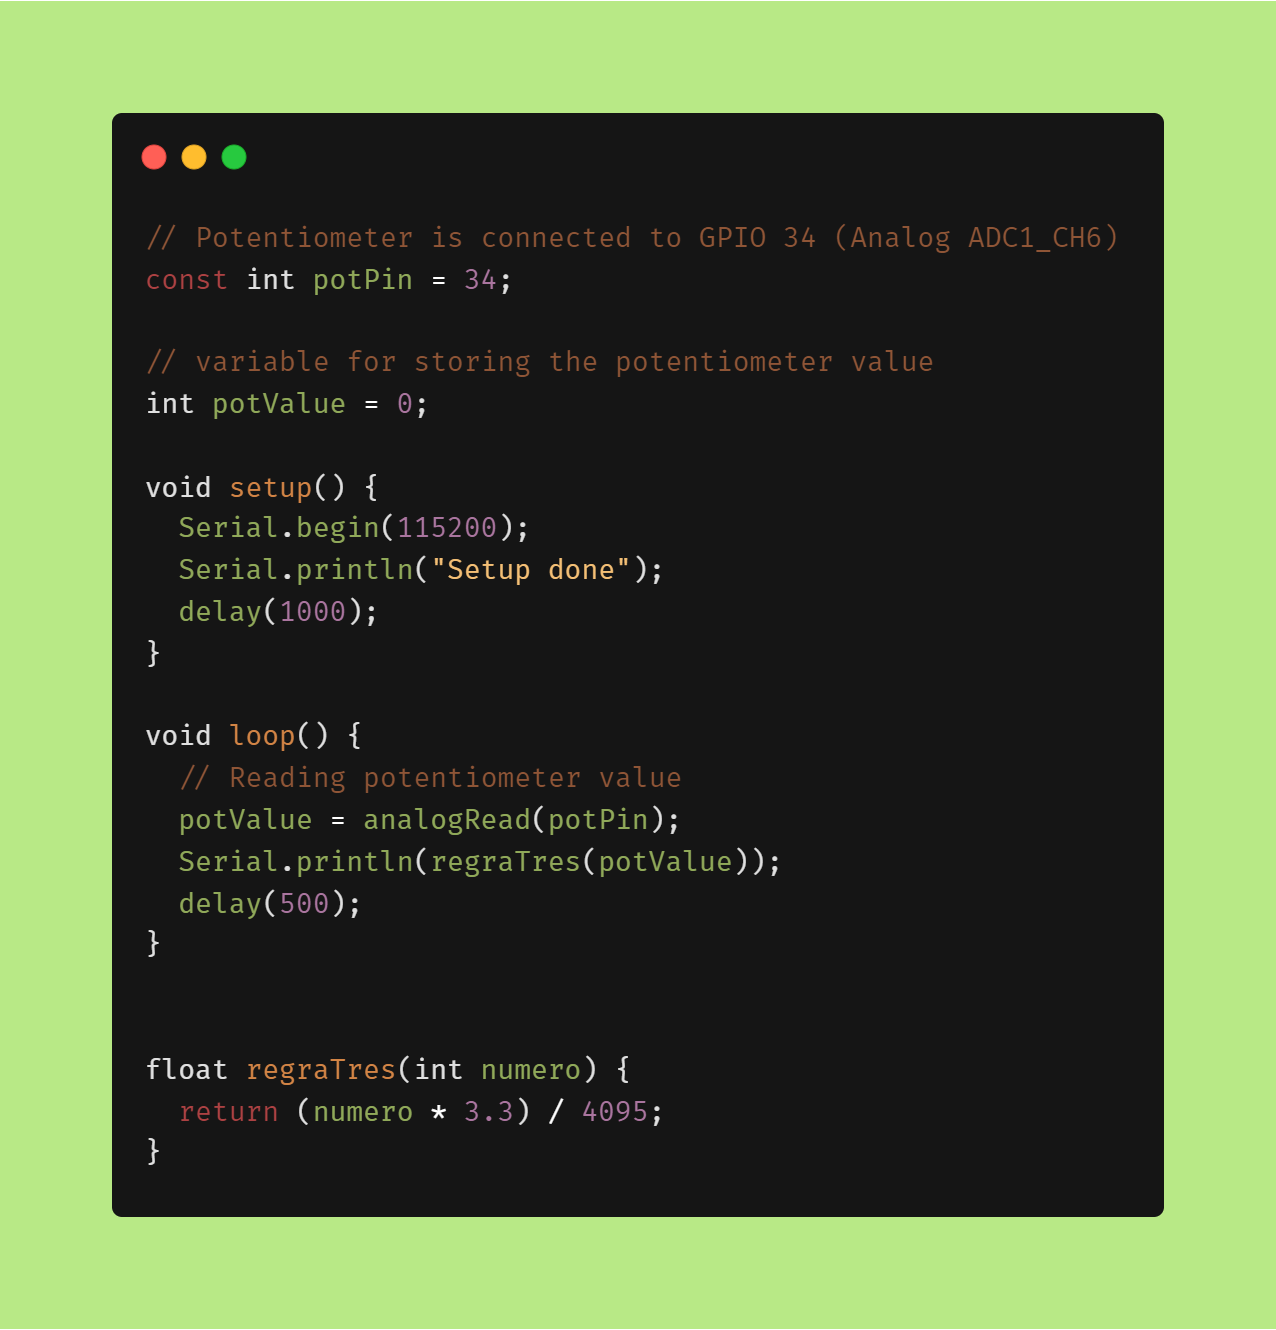 // Potentiometer is connected to GPIO 34 (Analog ADC1_CH6)
const int potPin = 34;
// variable for storing the potentiometer value
int potValue = 0;
void setup() {
  Serial.begin(115200);
  Serial.println("Setup done");
  delay(1000);
}
void loop() {
  // Reading potentiometer value
  potValue = analogRead(potPin);
  Serial.println(regraTres(potValue));
  delay(500);
}
float regraTres(int numero) {
  return (numero * 3.3) / 4095;
}